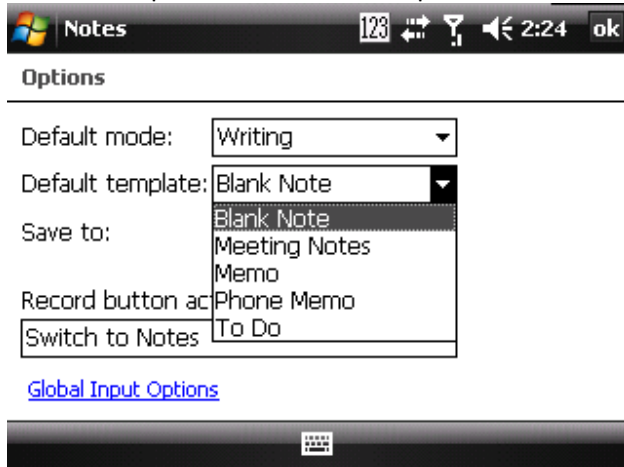 Notes 123 2:24 ok
Options
Default mode: Writing
Default template: Blank Note
Blank Note
Save to:
Meeting Notes
Memo
Record button ac Phone Memo
To Do
Switch to Notes
Global Input Options